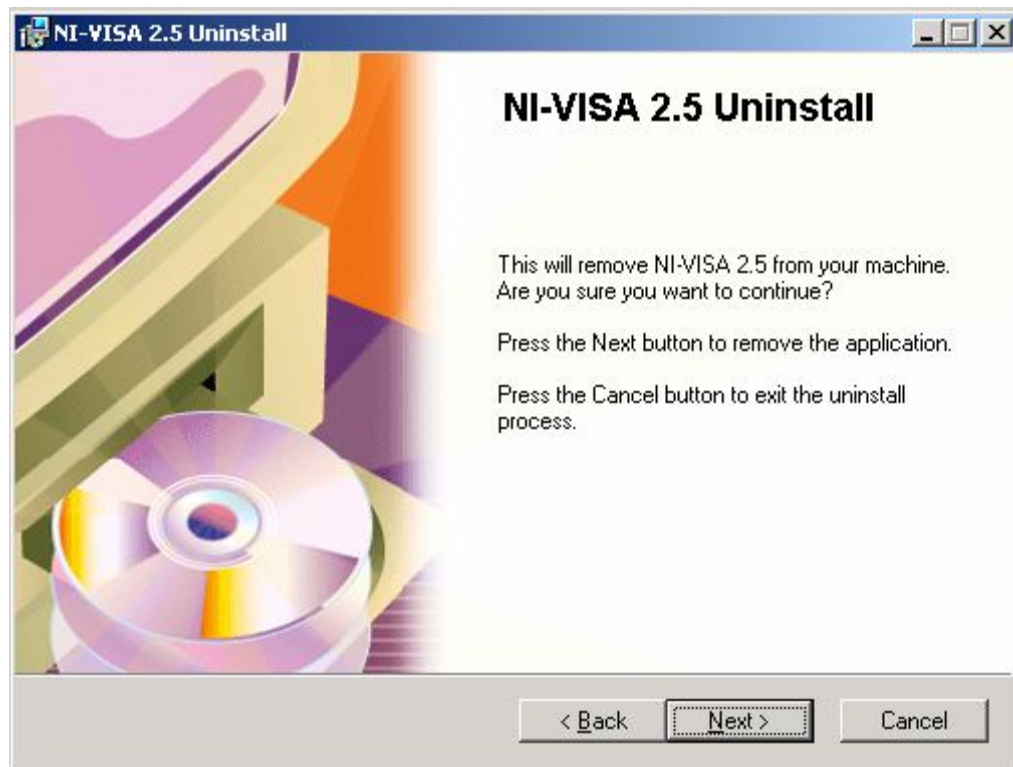 NI-VISA 2.5 Uninstall
NI-VISA 2.5 Uninstall
This will remove NI-VISA 2.5 from your machine.
Are you sure you want to continue?
Press the Next button to remove the application.
Press the Cancel button to exit the uninstall
process.
< Back Next > Cancel